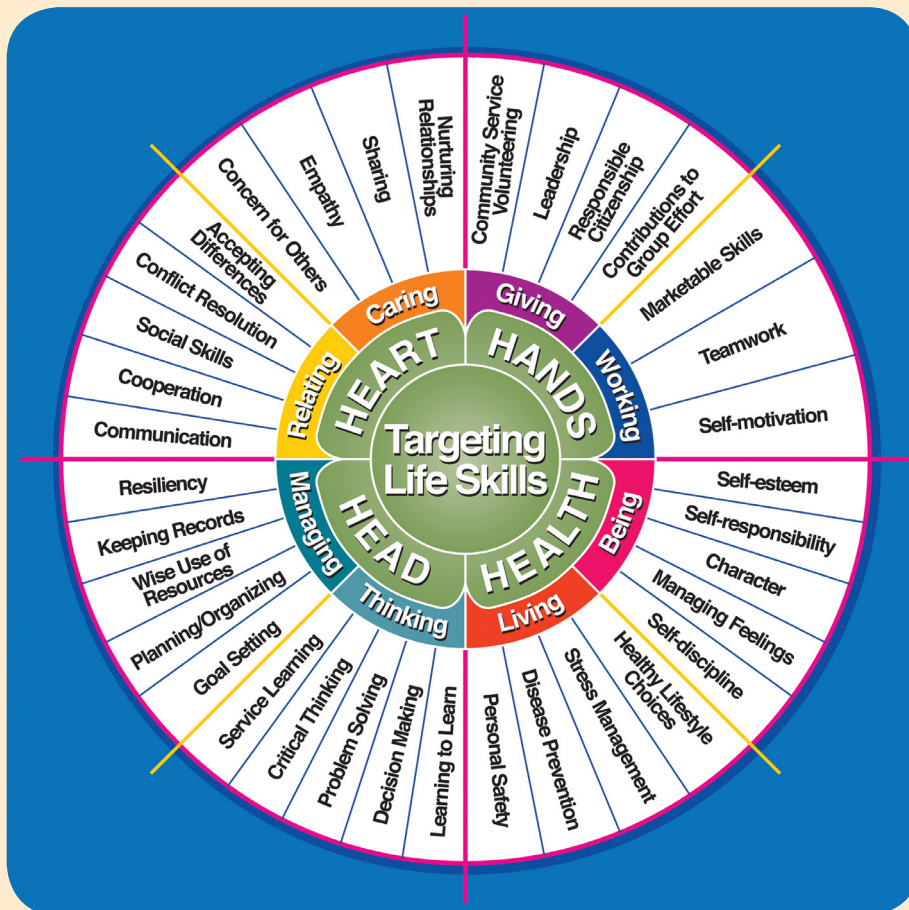 Targeting
Life Skills
HEART
HANDS
HEALTH
HEAD
Caring
Giving
Working
Being
Living
Thinking
Managing
Relating
Community Service
Volunteering
Leadership
Responsible
Citizenship
Contributions to
Group Effort
Marketable Skills
Teamwork
Self-motivation
Self-esteem
Self-responsibility
Character
Managing Feelings
Self-discipline
Healthy Lifestyle
Choices
Stress Management
Disease Prevention
Personal Safety
Learning to Learn
Decision Making
Problem Solving
Critical Thinking
Service Learning
Goal Setting
Planning/Organizing
Wise Use of
Resources
Keeping Records
Resiliency
Communication
Cooperation
Social Skills
Conflict Resolution
Accepting
Differences
Concern for Others
Empathy
Sharing
Nurturing
Relationships